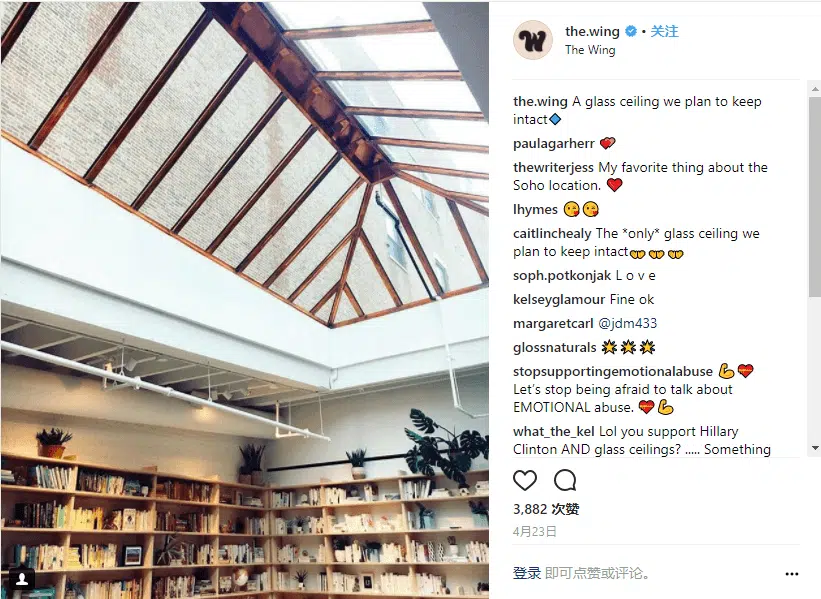 the.wing • 关注
The Wing
the.wing A glass ceiling we plan to keep
intact🔷
paulagarherr 💕
thewriterjess My favorite thing about the
Soho location. ❤️
lhymes 😘😘
caitlinchealy The *only* glass ceiling we
plan to keep intact👐👐👐
soph.potkonjak L o v e
kelseyglamour Fine ok
margaretcarl @jdm433
glossnaturals 🌟🌟🌟
stopsupportingemotionalabuse 💪💝
Let’s stop being afraid to talk about
EMOTIONAL abuse. 💝💪
what_the_kel Lol you support Hillary
Clinton AND glass ceilings? ..... Something
3,882 次赞
4月23日
登录 即可点赞或评论。